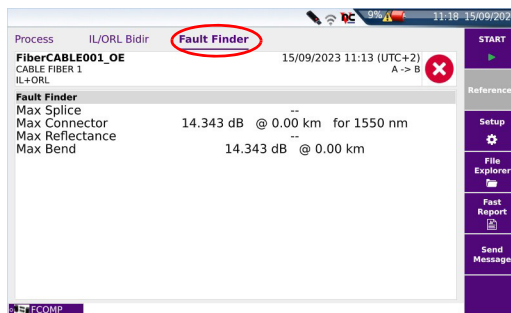 9% 11:18 15/09/202
Process IL/ORL Bidir Fault Finder START
FiberCABLE001_OE 15/09/2023 11:13 (UTC+2)
CABLE FIBER 1 A -> B
IL+ORL
Reference
Fault Finder
Max Splice --
Max Connector 14.343 dB @ 0.00 km for 1550 nm
Max Reflectance --
Max Bend 14.343 dB @ 0.00 km
Setup
File
Explorer
Fast
Report
Send
Message
FCOMP